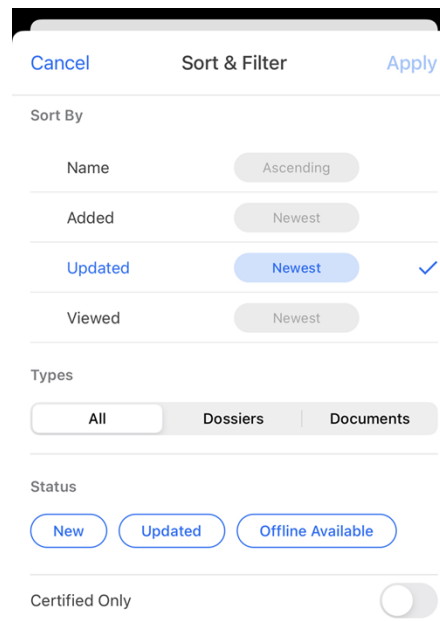 Cancel Sort & Filter Apply
Sort By
Name Ascending
Added Newest
Updated Newest
Viewed Newest
Types
All Dossiers Documents
Status
New Updated Offline Available
Certified Only